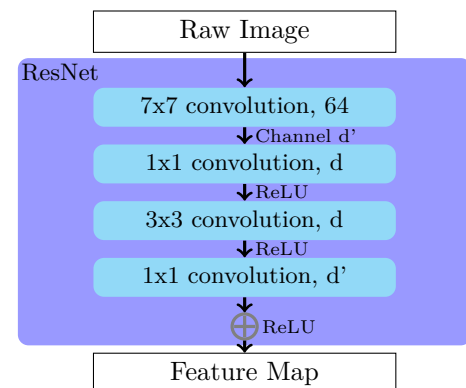 Raw Image
ResNet
7x7 convolution, 64
Channel d'
1x1 convolution, d
ReLU
3x3 convolution, d
ReLU
1x1 convolution, d'
ReLU
Feature Map